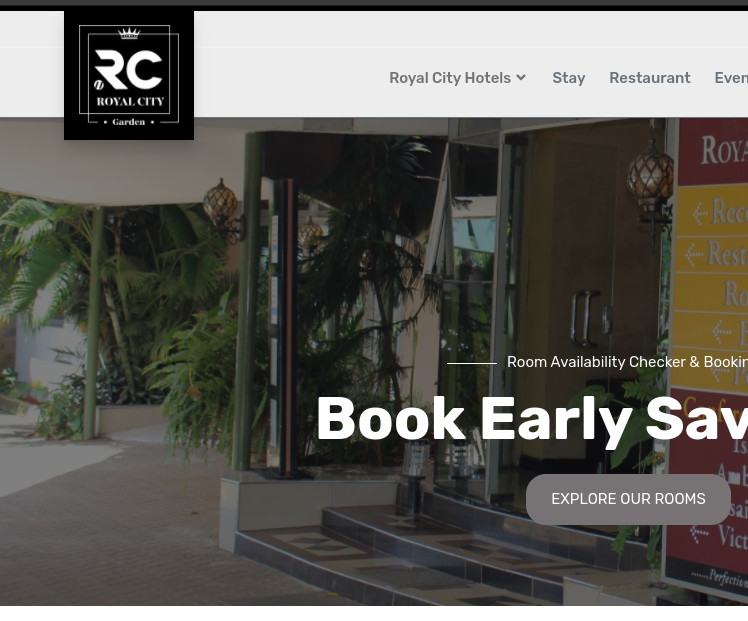 RC
ROYAL CITY
Garden
Royal City Hotels
Stay
Restaurant
Even
ROYA
Rece
Rest
Ro
Room Availability Checker & Bookin
Book Early Sav
EXPLORE OUR ROOMS
Vict
Perfection